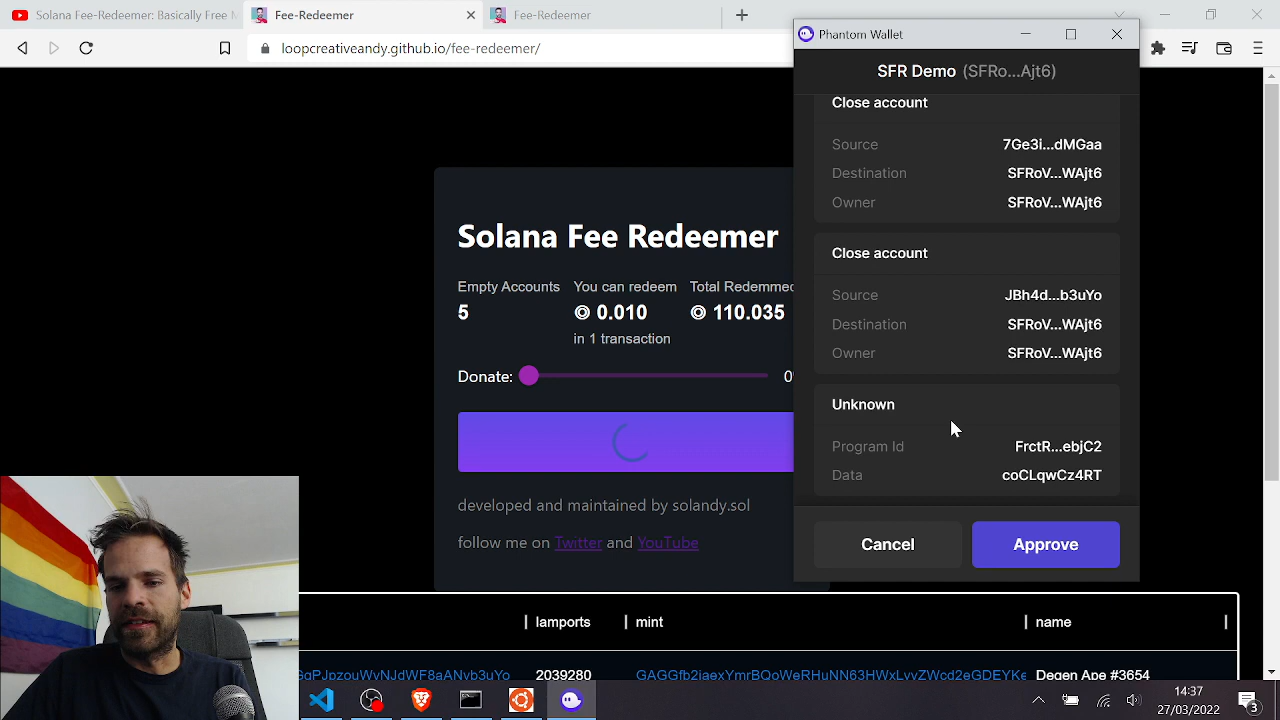 Fee-Redeemer: Basically Free
Fee-Redeemer
Fee-Redeemer
loopcreativeandy.github.io/fee-redeemer/
Phantom Wallet
SFR Demo (SFRo...Ajt6)
Close account
Source 7Ge3i...dMGaa
Destination SFRoV...WAjt6
Owner SFRoV...WAjt6
Close account
Source JBh4d...b3uYo
Destination SFRoV...WAjt6
Owner SFRoV...WAjt6
Unknown
Program Id FrctR...ebjC2
Data coCLqwCz4RT
Cancel Approve
Solana Fee Redeemer
Empty Accounts You can redeem Total Redemmed
5 ◎ 0.010 ◎ 110.035
in 1 transaction
Donate:
developed and maintained by solandy.sol
follow me on Twitter and YouTube
| lamports | mint | name |
2039280 Degen Ape #3654
14:37
27/03/2022
3